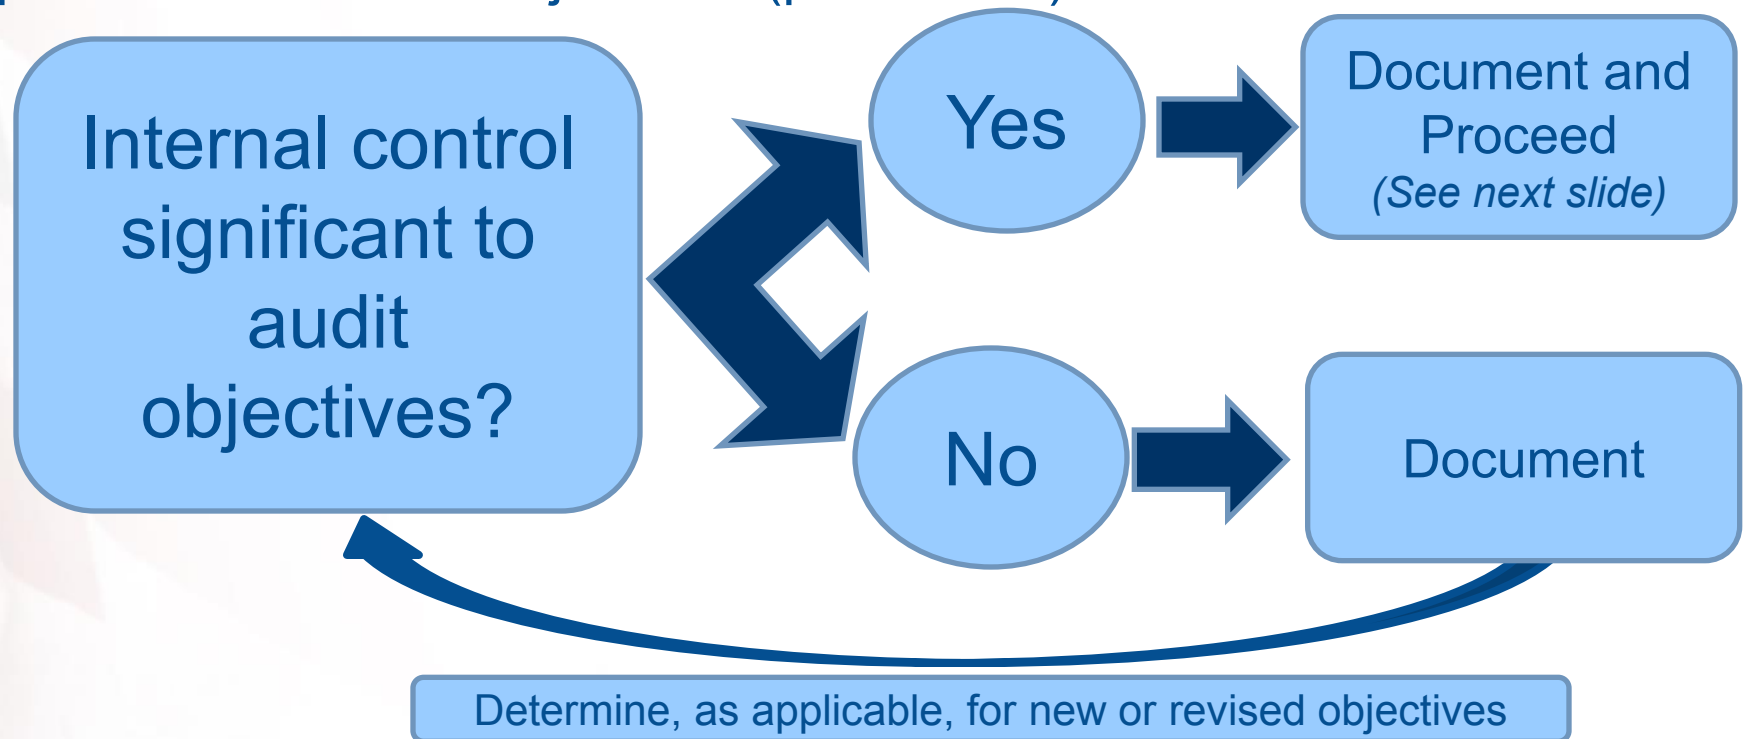 Internal control
significant to
audit
objectives?
Yes
Document and
Proceed
(See next slide)
No
Document
Determine, as applicable, for new or revised objectives